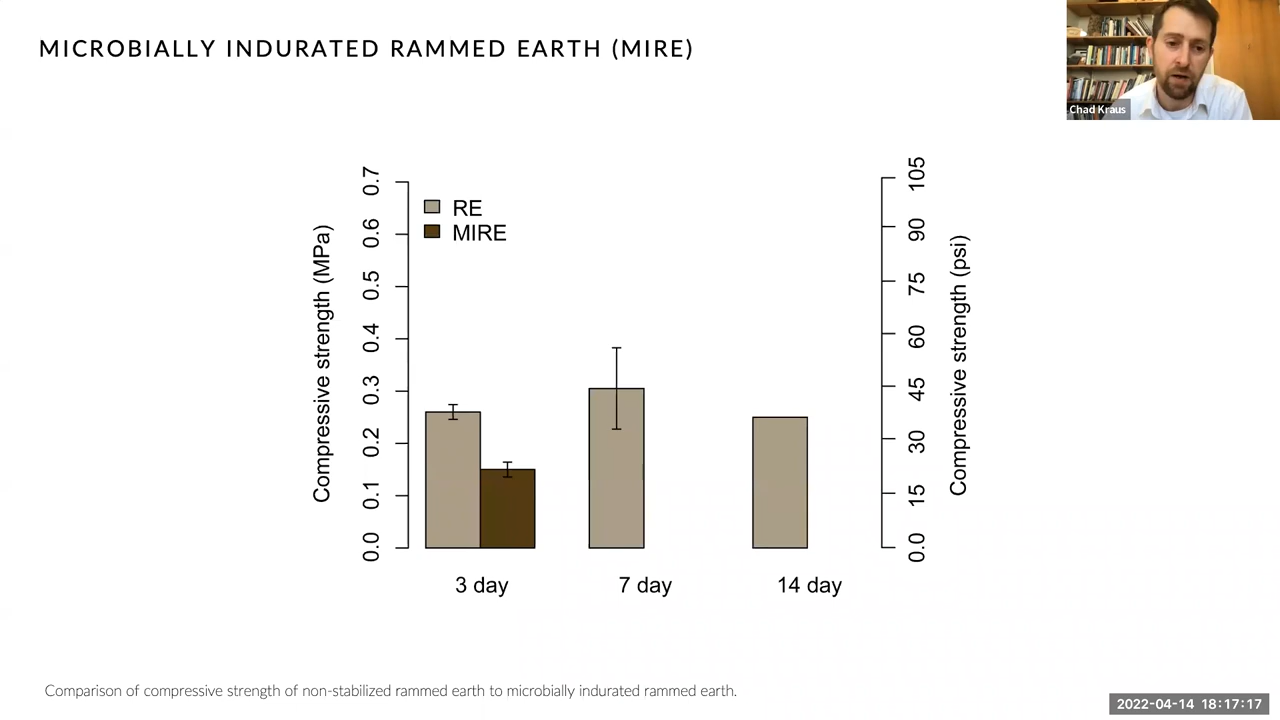 MICROBIALLY INDURATED RAMMED EARTH (MIRE)
Chad Kraus
RE
MIRE
Compressive strength (MPa)
0.7
0.6
0.5
0.4
0.3
0.2
0.1
0.0
Compressive strength (psi)
105
90
75
60
45
30
15
0.0
3 day
7 day
14 day
Comparison of compressive strength of non-stabilized rammed earth to microbially indurated rammed earth.
2022-04-14 18:17:17